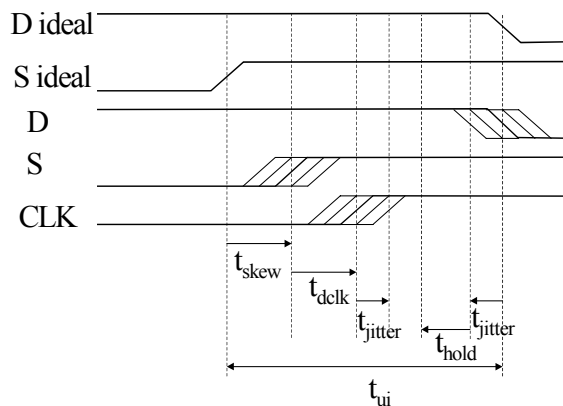 D ideal
S ideal
D
S
CLK
tskew
tdclk
tjitter
tjitter
thold
tui